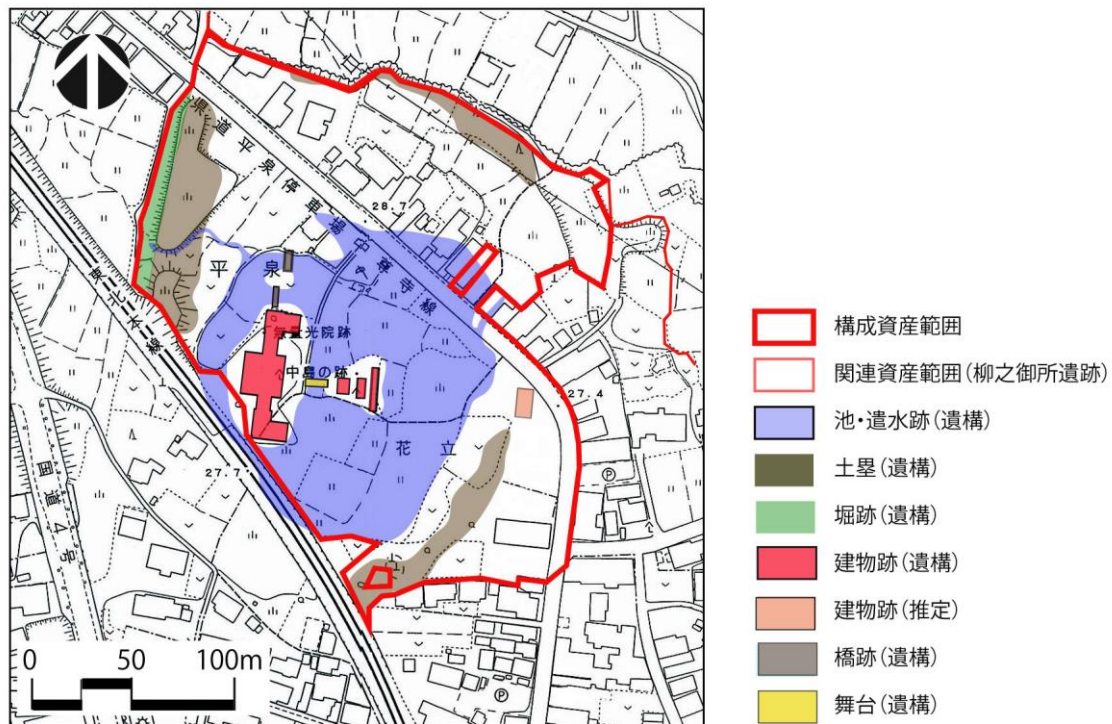 県道平泉停車場中尊寺線
28.7
平泉
無量光院跡
中島の跡
東北本線
27.4
花立
27.7
国道4号
P
P
0 50 100m
構成資産範囲
関連資産範囲(柳之御所遺跡)
池・遣水跡(遺構)
土塁(遺構)
堀跡(遺構)
建物跡(遺構)
建物跡(推定)
橋跡(遺構)
舞台(遺構)